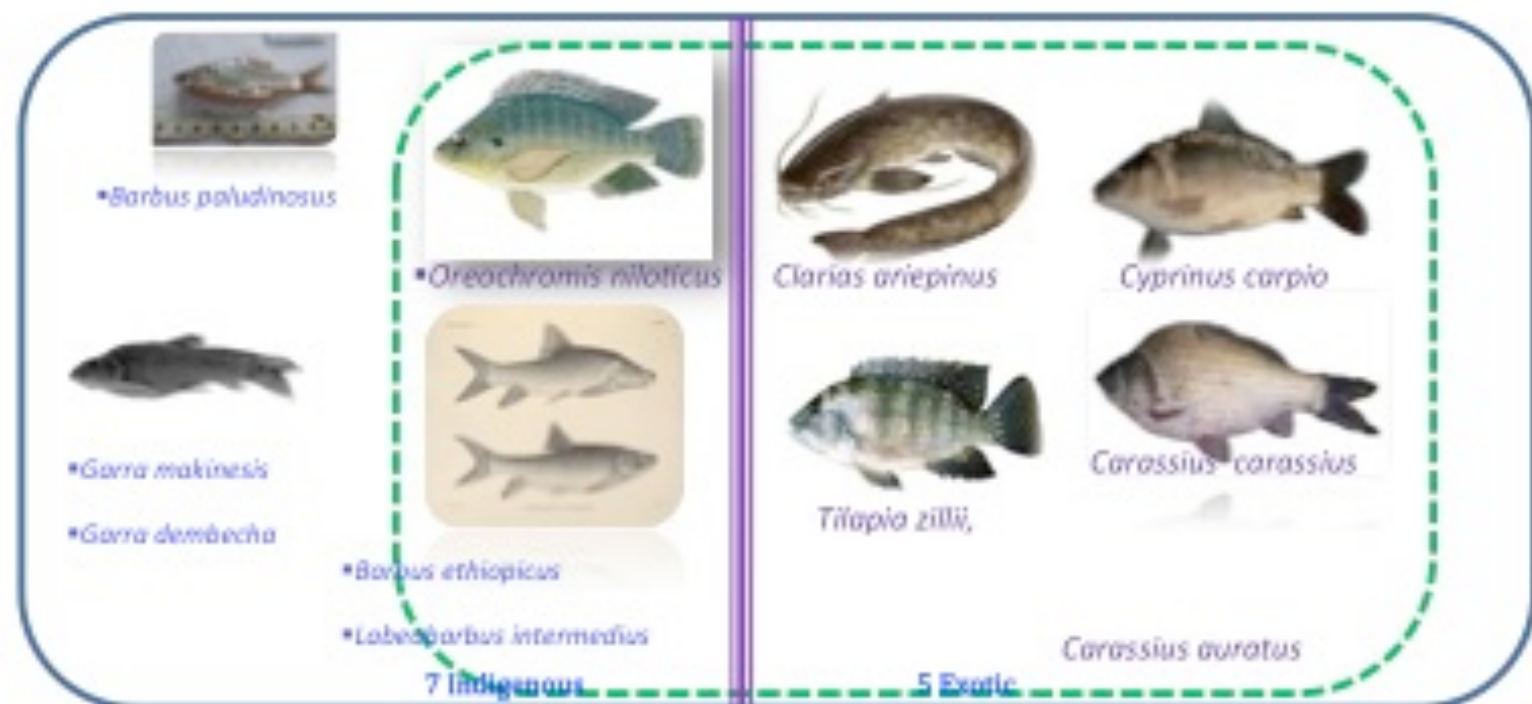 ▪Barbus paludinosus
▪Oreochromis niloticus
Clarias ariepinus
Cyprinus carpio
▪Garra makinesis
▪Garra dembecha
Tilapia zillii,
Carassius carassius
▪Barbus ethiopicus
▪Labeobarbus intermedius
Carassius auratus
7 Indigenous
5 Exotic